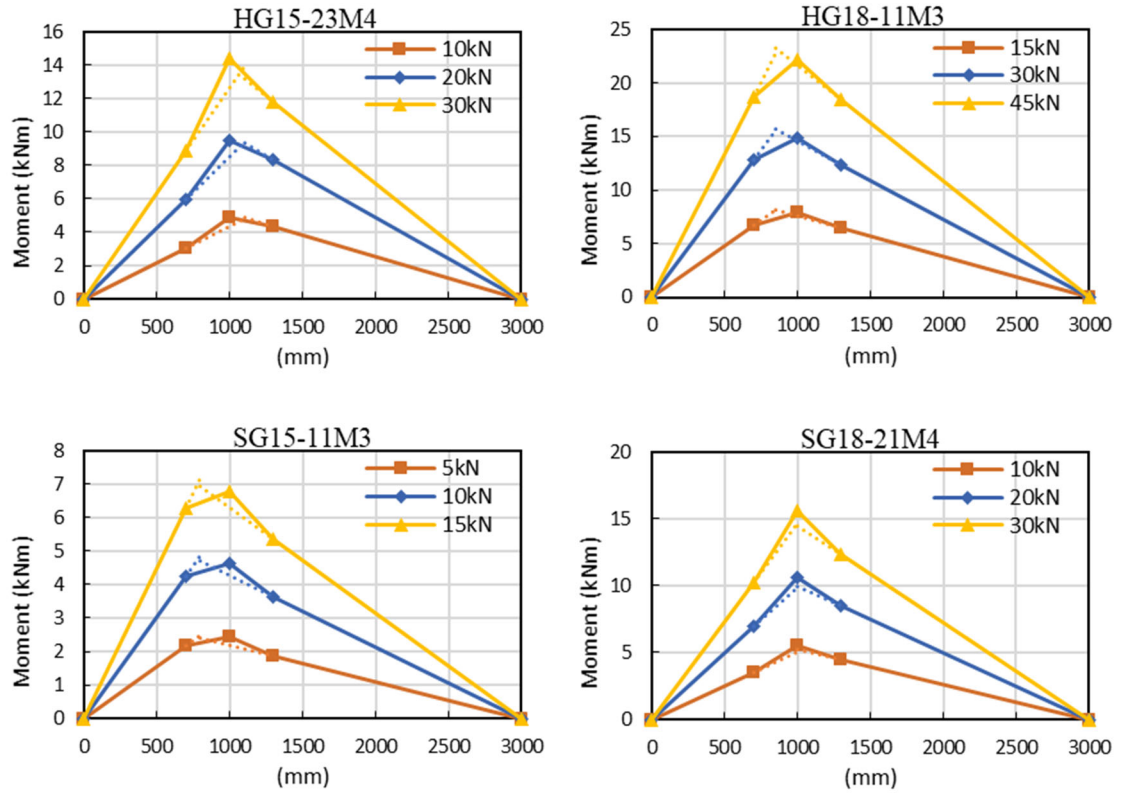 HG15-23M4
16
14
12
10
8
6
4
2
0
Moment (kNm)
10kN
20kN
30kN
0 500 1000 1500 2000 2500 3000
(mm)
HG18-11M3
25
20
15
10
5
0
Moment (kNm)
15kN
30kN
45kN
0 500 1000 1500 2000 2500 3000
(mm)
SG15-11M3
8
7
6
5
4
3
2
1
0
Moment (kNm)
5kN
10kN
15kN
0 500 1000 1500 2000 2500 3000
(mm)
SG18-21M4
20
15
10
5
0
Moment (kNm)
10kN
20kN
30kN
0 500 1000 1500 2000 2500 3000
(mm)